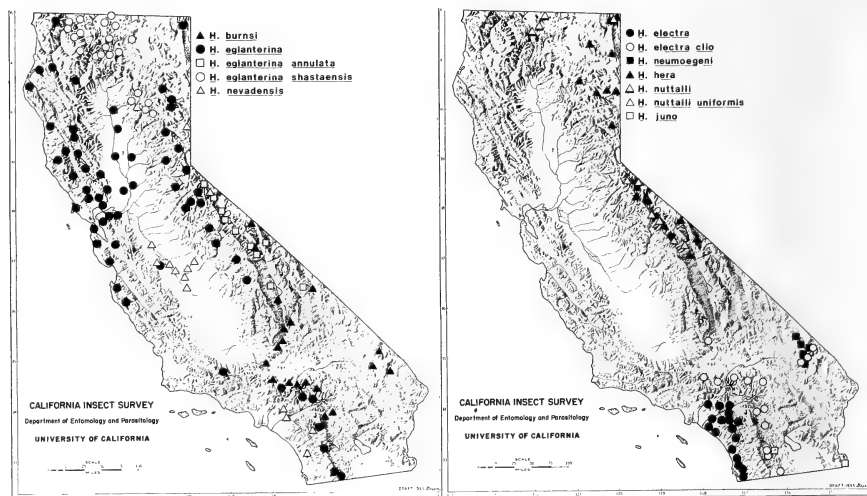 ▲ H. burnsi
● H. eglanterina
□ H. eglanterina annulata
○ H. eglanterina shastaensis
△ H. nevadensis
CALIFORNIA INSECT SURVEY
Department of Entomology and Parasitology
UNIVERSITY OF CALIFORNIA
SCALE
MILES
● H. electra
○ H. electra clio
■ H. neumoegeni
▲ H. hera
H. nuttalli
△ H. nuttalli uniformis
□ H. juno
CALIFORNIA INSECT SURVEY
Department of Entomology and Parasitology
UNIVERSITY OF CALIFORNIA
SCALE
MILES